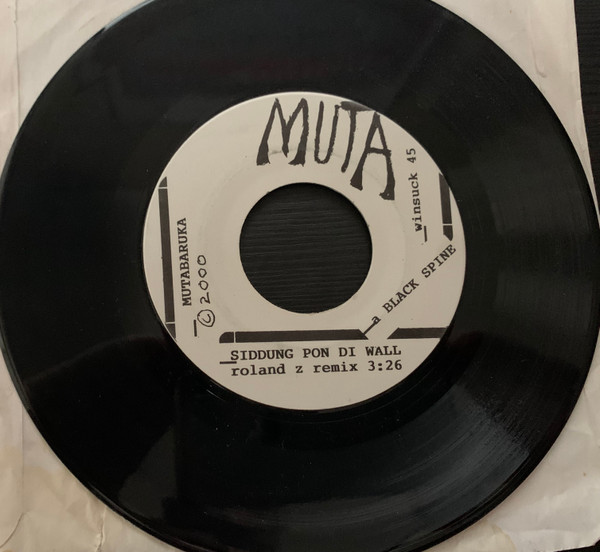 MUTA
winsuck 45
MUTABARUKA
© 2000
a BLACK SPINE
SIDDUNG PON DI WALL
roland z remix 3:26